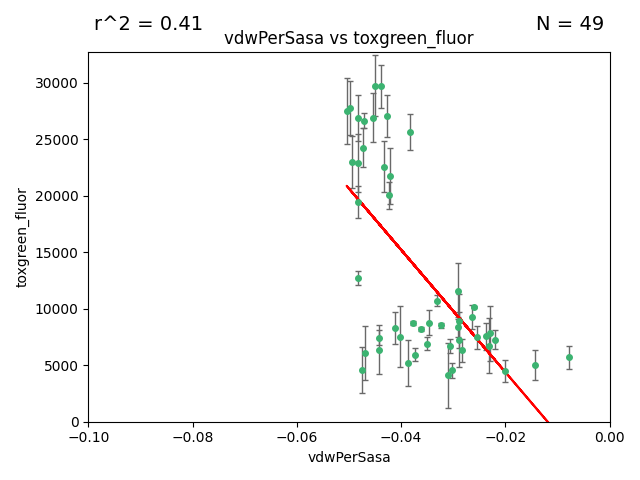 r^2 = 0.41
N = 49
vdwPerSasa vs toxgreen_fluor
30000
25000
20000
15000
10000
5000
0
toxgreen_fluor
−0.10
−0.08
−0.06
−0.04
−0.02
0.00
vdwPerSasa